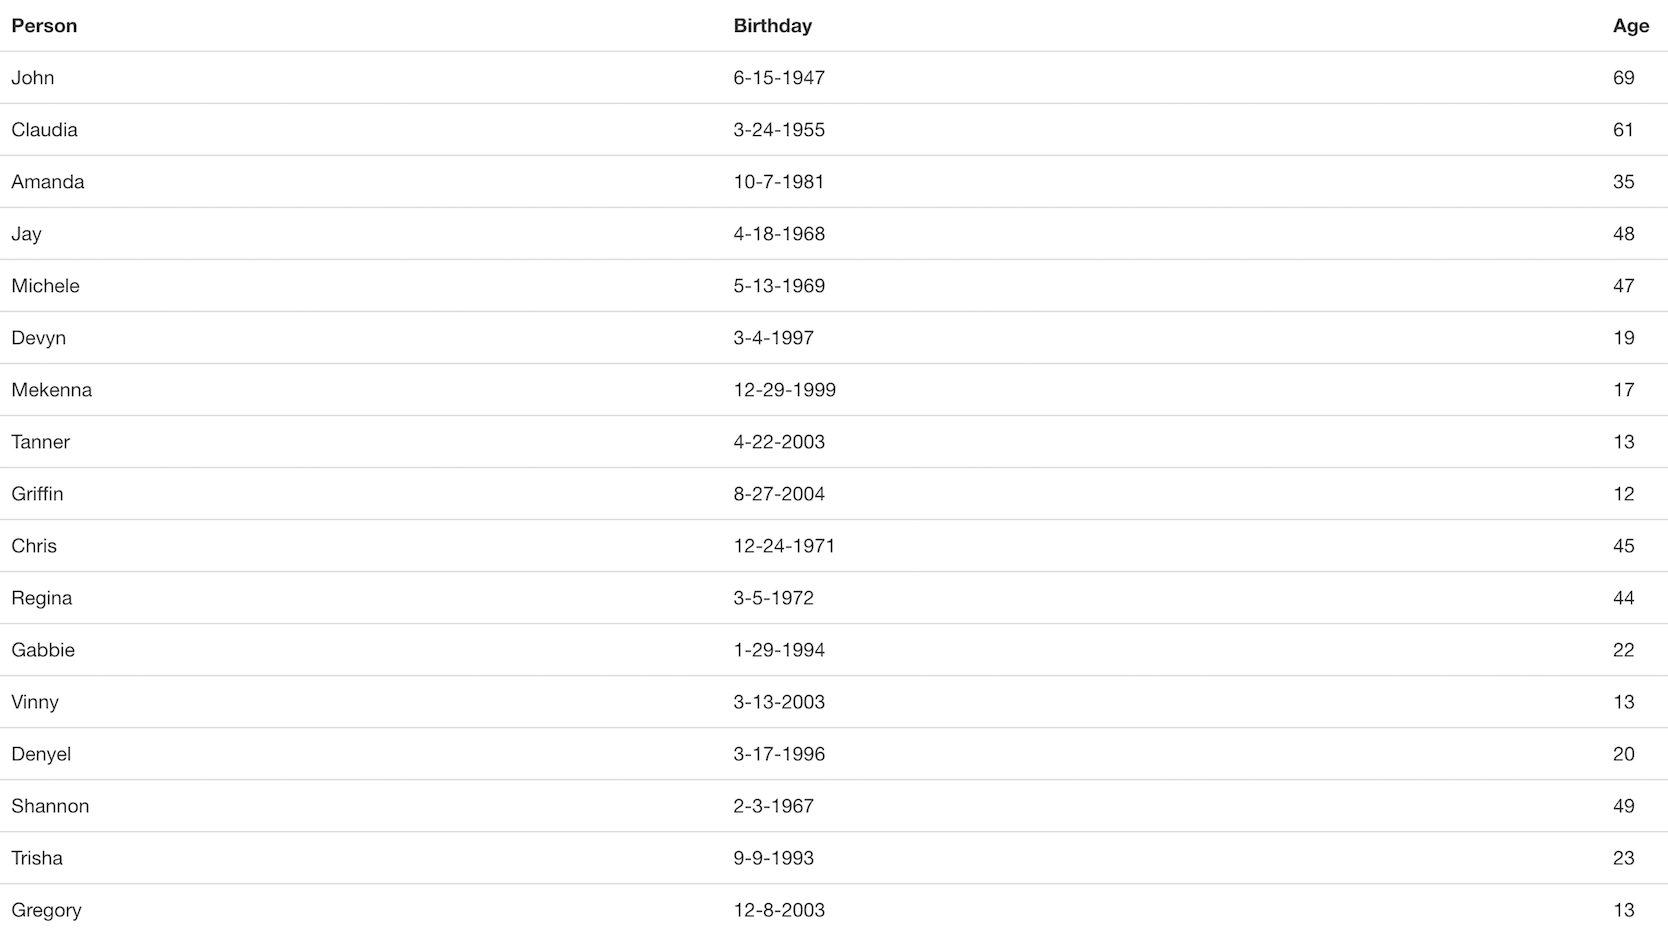 Person Birthday Age
John 6-15-1947 69
Claudia 3-24-1955 61
Amanda 10-7-1981 35
Jay 4-18-1968 48
Michele 5-13-1969 47
Devyn 3-4-1997 19
Mekenna 12-29-1999 17
Tanner 4-22-2003 13
Griffin 8-27-2004 12
Chris 12-24-1971 45
Regina 3-5-1972 44
Gabbie 1-29-1994 22
Vinny 3-13-2003 13
Denyel 3-17-1996 20
Shannon 2-3-1967 49
Trisha 9-9-1993 23
Gregory 12-8-2003 13